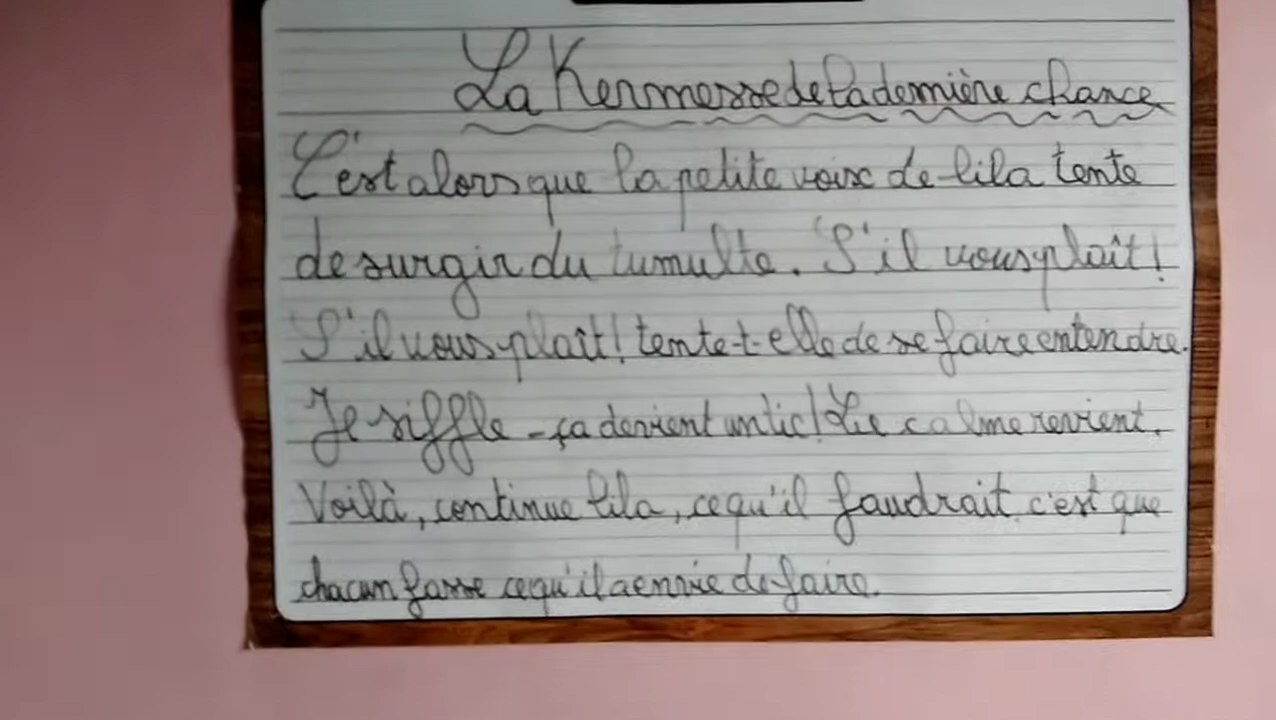 La Kermesse de la dernière chance
C'est alors que la petite voix de lila tente
de surgir du tumulte. S'il vous plaît!
S'il vous plaît! tente-t-elle de se faire entendre.
Je siffle - ça devient un tic! Le calme revient.
Voilà, continue lila, ce qu'il faudrait c'est que
chacun fasse ce qu'il a envie de faire.